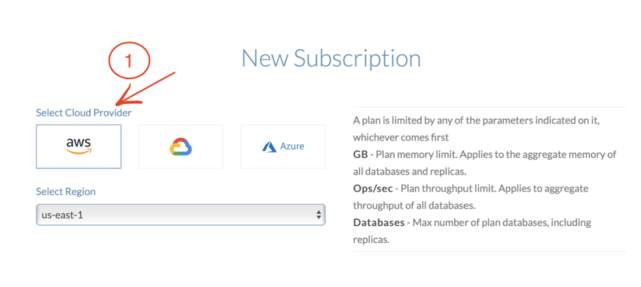 1
New Subscription
Select Cloud Provider
aws
Azure
Select Region
us-east-1
A plan is limited by any of the parameters indicated on it,
whichever comes first
GB - Plan memory limit. Applies to the aggregate memory of
all databases and replicas.
Ops/sec - Plan throughput limit. Applies to aggregate
throughput of all databases.
Databases - Max number of plan databases, including
replicas.